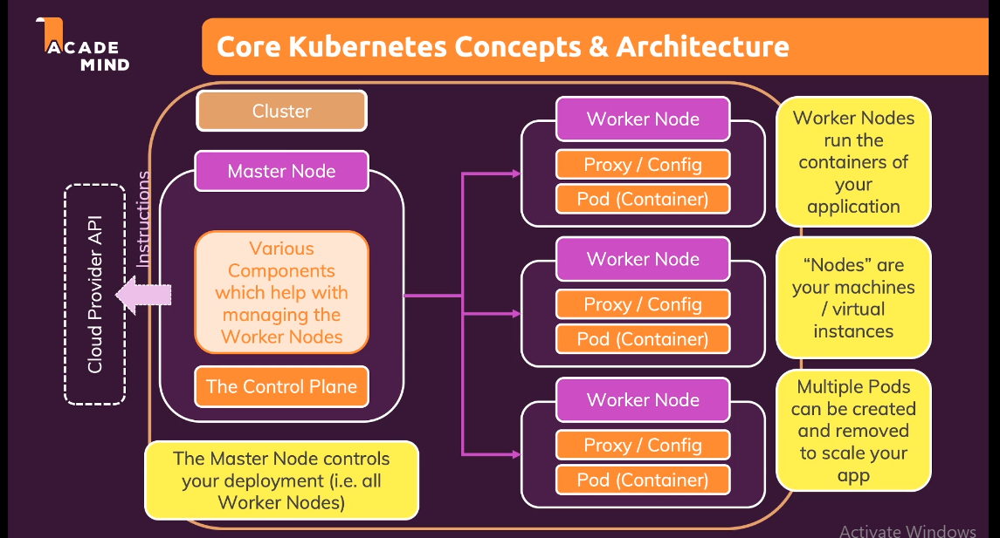 ACADE
MIND
Core Kubernetes Concepts & Architecture
Cluster
Master Node
Various
Components
which help with
managing the
Worker Nodes
The Control Plane
Instructions
Cloud Provider API
The Master Node controls
your deployment (i.e. all
Worker Nodes)
Worker Node
Proxy / Config
Pod (Container)
Worker Node
Proxy / Config
Pod (Container)
Worker Node
Proxy / Config
Pod (Container)
Worker Nodes
run the
containers of
your
application
“Nodes” are
your machines
/ virtual
instances
Multiple Pods
can be created
and removed
to scale your
app
Activate Windows